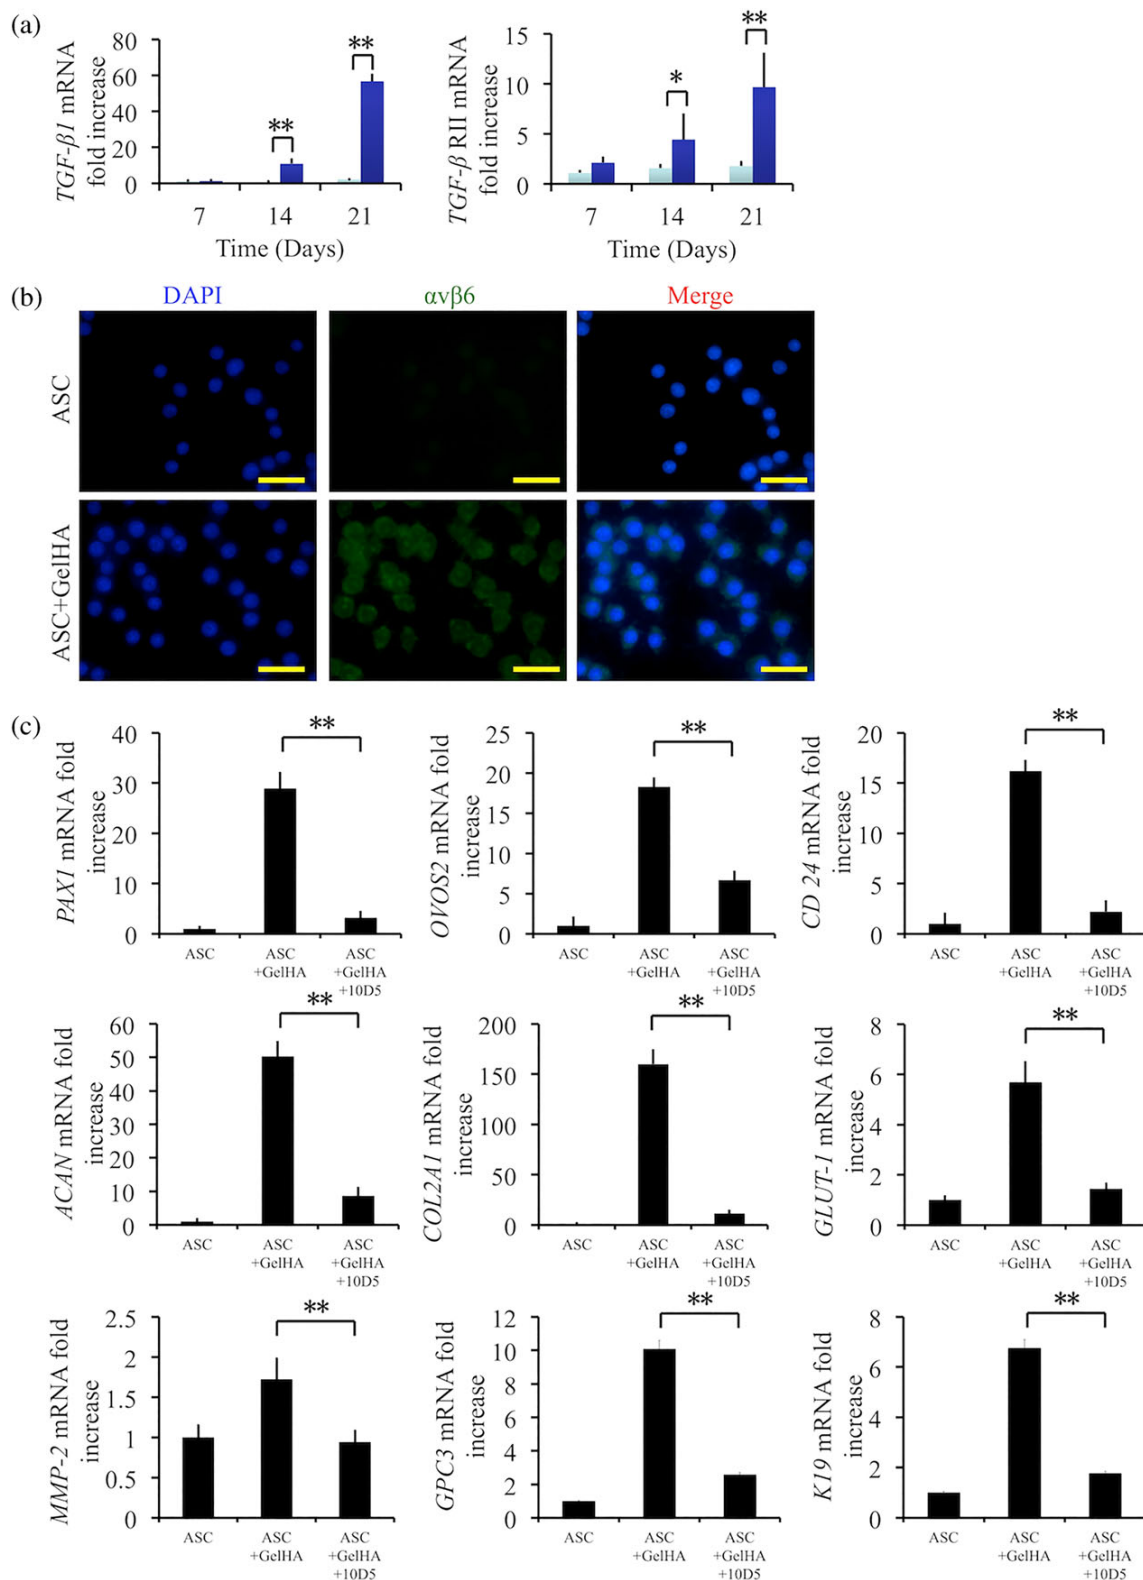 (a)
TGF-β1 mRNA
fold increase
80
60
40
20
0
**
**
7 14 21
Time (Days)
TGF-β RII mRNA
fold increase
15
10
5
0
*
**
7 14 21
Time (Days)
(b)
DAPI αvβ6 Merge
ASC
ASC+GelHA
(c)
PAX1 mRNA fold
increase
40
30
20
10
0
**
ASC ASC ASC
+GelHA +GelHA
+10D5
OVOS2 mRNA fold
increase
25
20
15
10
5
0
**
ASC ASC ASC
+GelHA +GelHA
+10D5
CD 24 mRNA fold
increase
20
15
10
5
0
**
ASC ASC ASC
+GelHA +GelHA
+10D5
ACAN mRNA fold
increase
60
50
40
30
20
10
0
**
ASC ASC ASC
+GelHA +GelHA
+10D5
COL2A1 mRNA fold
increase
200
150
100
50
0
**
ASC ASC ASC
+GelHA +GelHA
+10D5
GLUT-1 mRNA fold
increase
8
6
4
2
0
**
ASC ASC ASC
+GelHA +GelHA
+10D5
MMP-2 mRNA fold
increase
2.5
2
1.5
1
0.5
0
**
ASC ASC ASC
+GelHA +GelHA
+10D5
GPC3 mRNA fold
increase
12
10
8
6
4
2
0
**
ASC ASC ASC
+GelHA +GelHA
+10D5
K19 mRNA fold
increase
8
6
4
2
0
**
ASC ASC ASC
+GelHA +GelHA
+10D5